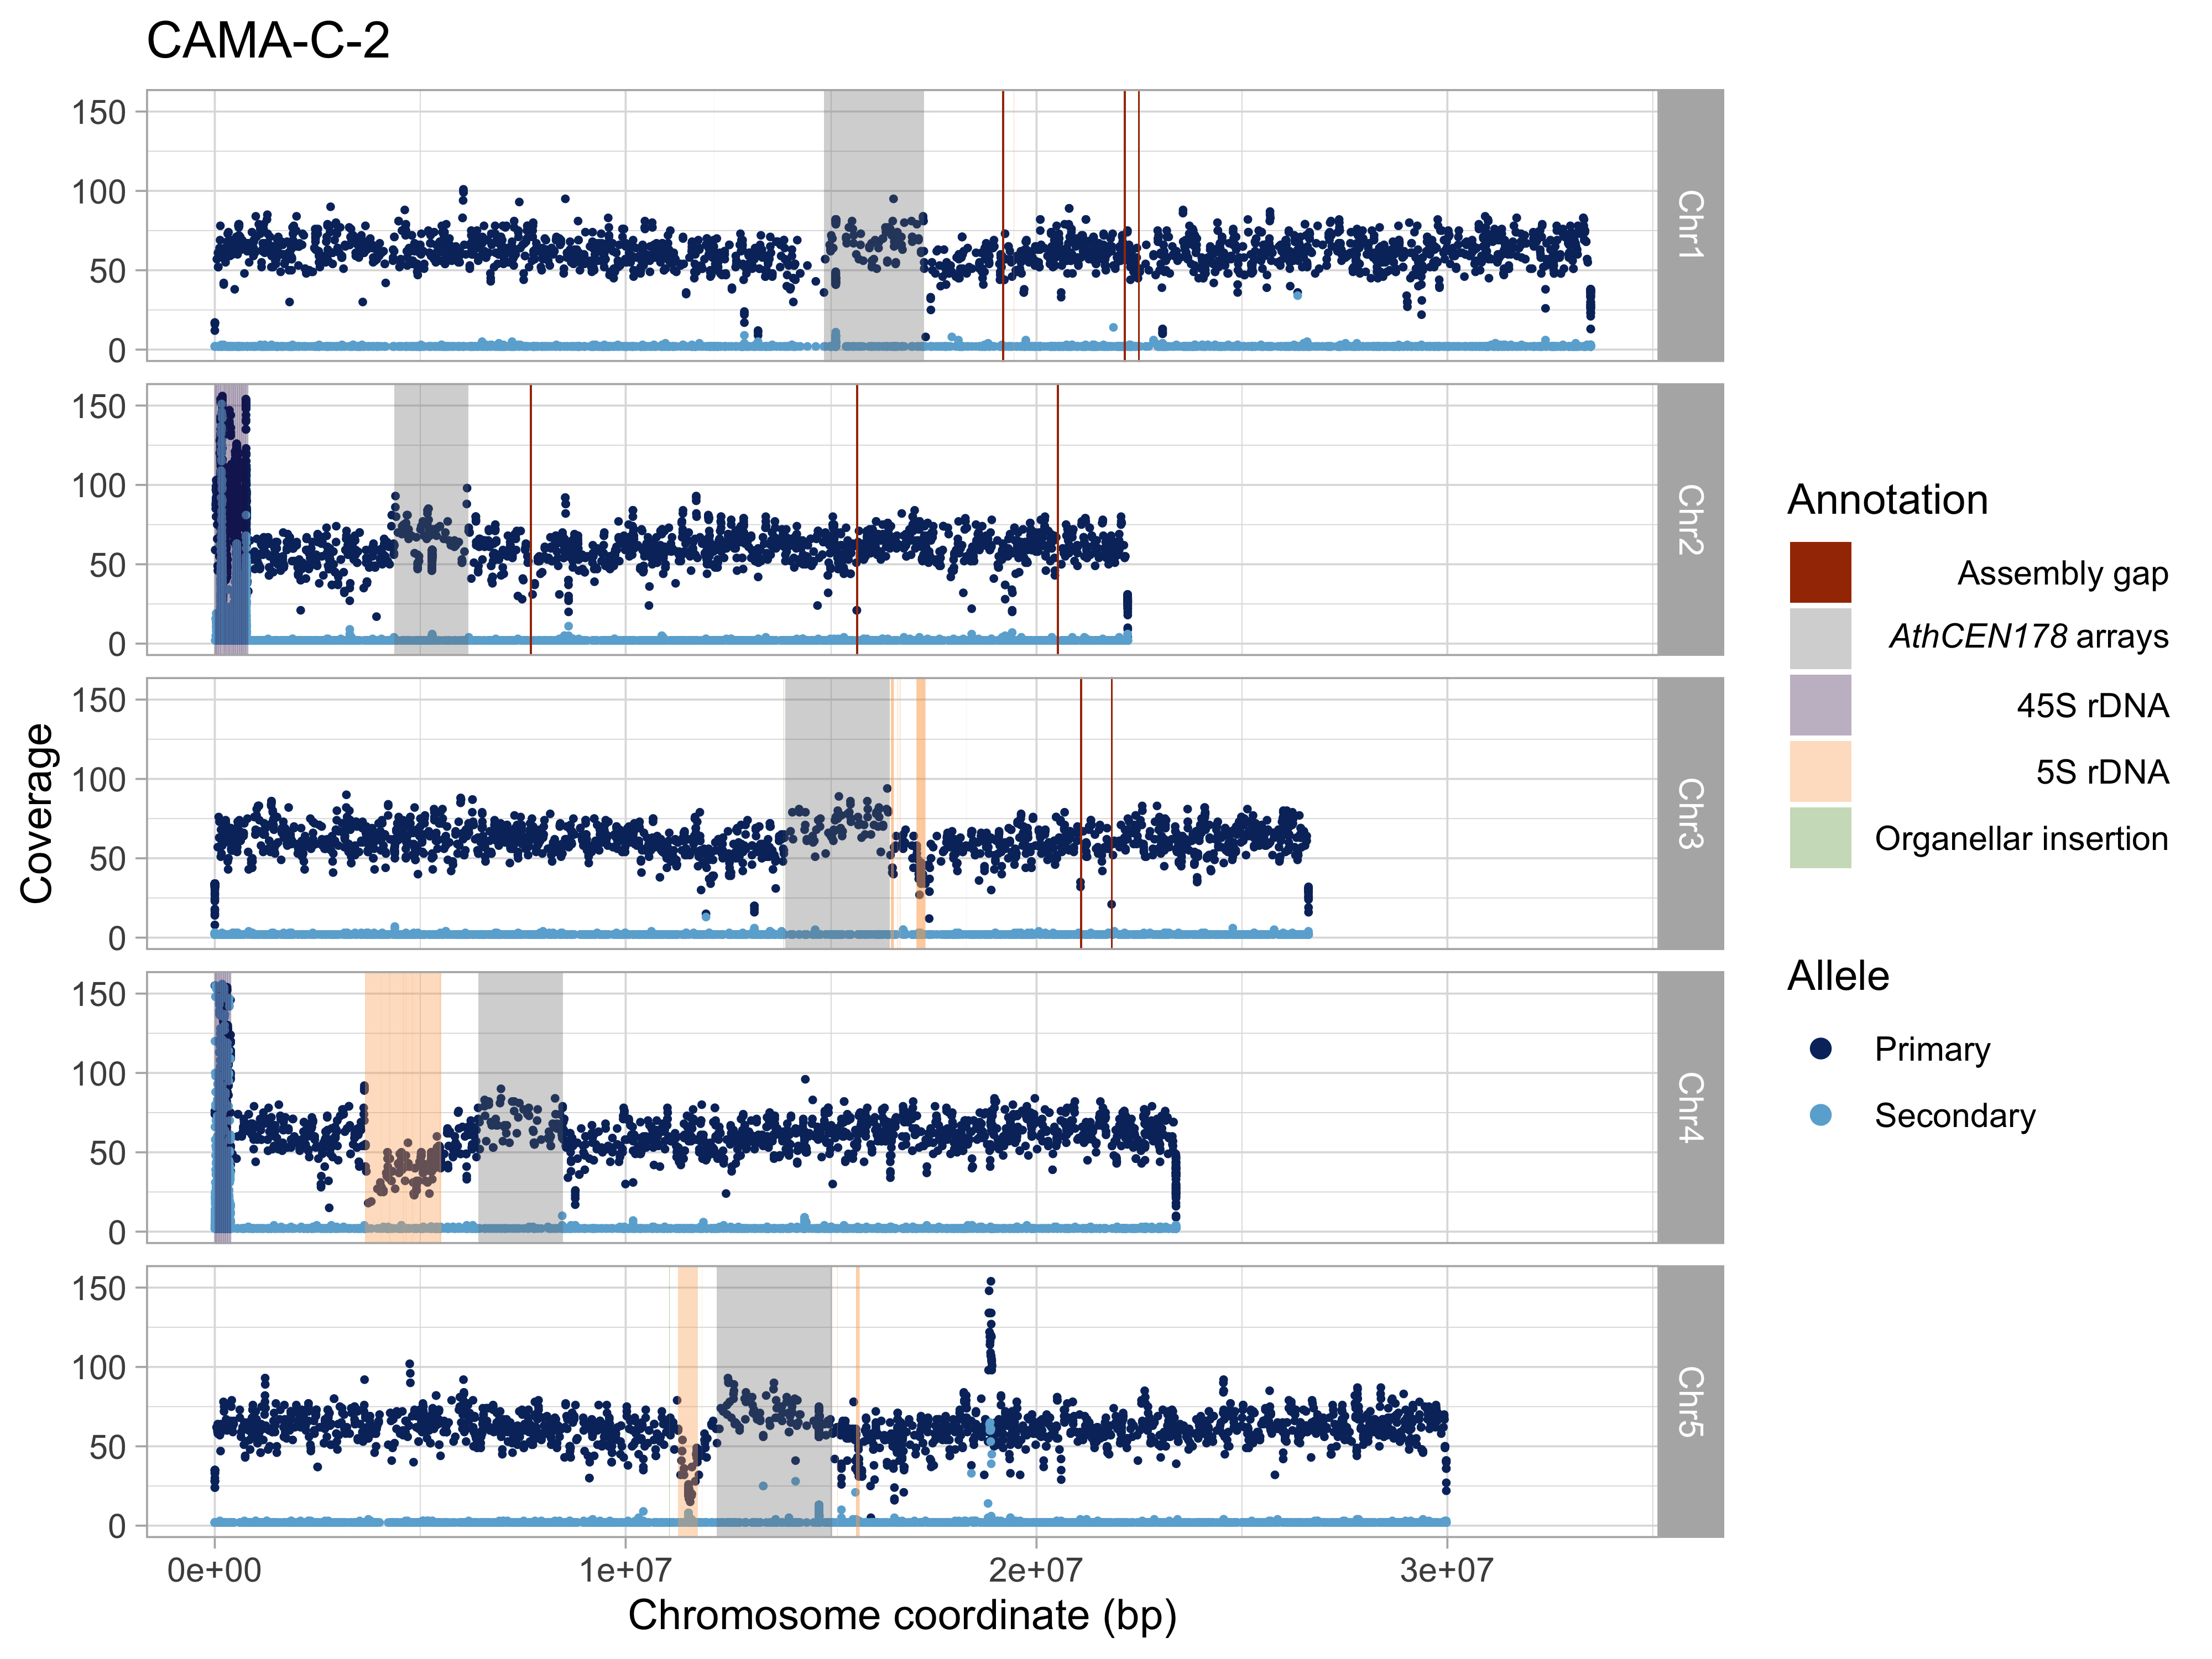 CAMA-C-2
Coverage
150
100
50
0
Chr1
150
100
50
0
Chr2
150
100
50
0
Chr3
150
100
50
0
Chr4
150
100
50
0
Chr5
0e+00 1e+07 2e+07 3e+07
Chromosome coordinate (bp)
Annotation
Assembly gap
AthCEN178 arrays
45S rDNA
5S rDNA
Organellar insertion
Allele
Primary
Secondary